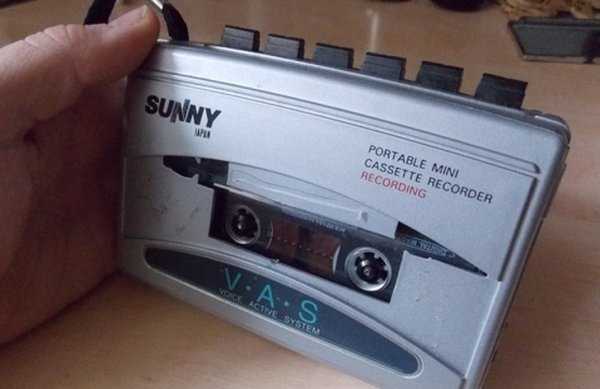 SUNNY
JAPAN
PORTABLE MINI
CASSETTE RECORDER
RECORDING
V·A·S
VOICE ACTIVE SYSTEM